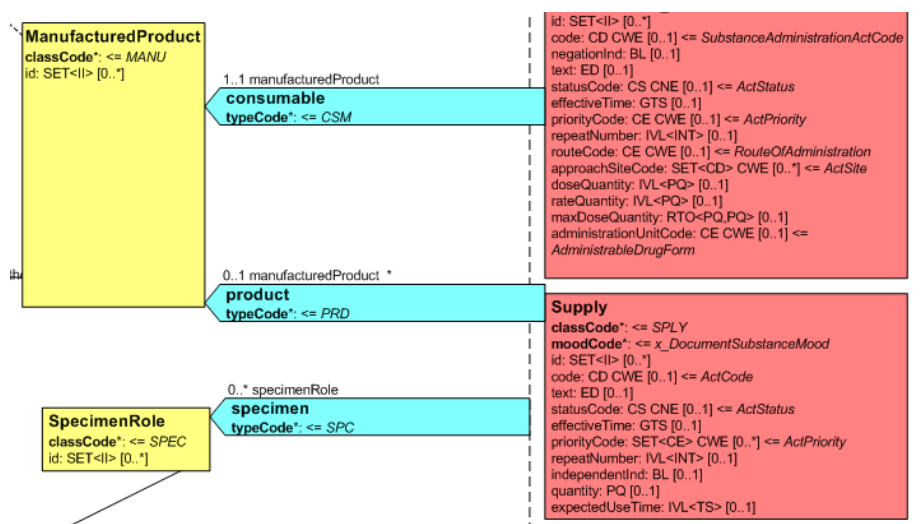 ManufacturedProduct
classCode*: <= MANU
id: SET<II> [0..*]
1..1 manufacturedProduct
consumable
typeCode*: <= CSM
id: SET<II> [0..*]
code: CD CWE [0..1] <= SubstanceAdministrationActCode
negationInd: BL [0..1]
text: ED [0..1]
statusCode: CS CNE [0..1] <= ActStatus
effectiveTime: GTS [0..1]
priorityCode: CE CWE [0..1] <= ActPriority
repeatNumber: IVL<INT> [0..1]
routeCode: CE CWE [0..1] <= RouteOfAdministration
approachSiteCode: SET<CD> CWE [0..*] <= ActSite
doseQuantity: IVL<PQ> [0..1]
rateQuantity: IVL<PQ> [0..1]
maxDoseQuantity: RTO<PQ,PQ> [0..1]
administrationUnitCode: CE CWE [0..1] <=
AdministrableDrugForm
0..1 manufacturedProduct *
product
typeCode*: <= PRD
Supply
classCode*: <= SPLY
moodCode*: <= x_DocumentSubstanceMood
id: SET<II> [0..*]
code: CD CWE [0..1] <= ActCode
text: ED [0..1]
statusCode: CS CNE [0..1] <= ActStatus
effectiveTime: GTS [0..1]
priorityCode: SET<CE> CWE [0..*] <= ActPriority
repeatNumber: IVL<INT> [0..1]
independentInd: BL [0..1]
quantity: PQ [0..1]
expectedUseTime: IVL<TS> [0..1]
0..* specimenRole
specimen
typeCode*: <= SPC
SpecimenRole
classCode*: <= SPEC
id: SET<II> [0..*]